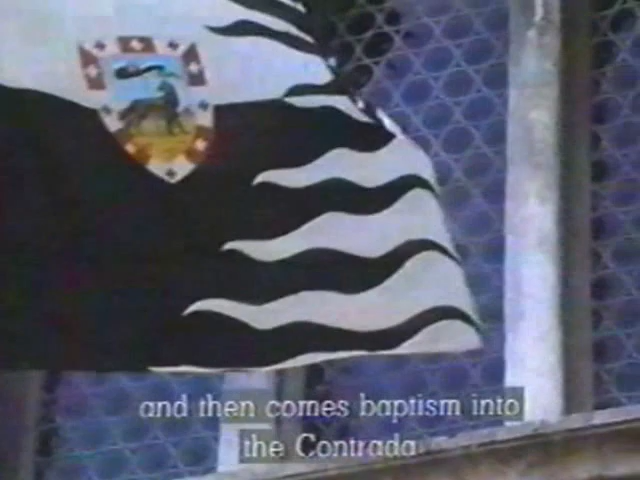 and then comes baptism into
the Contrada